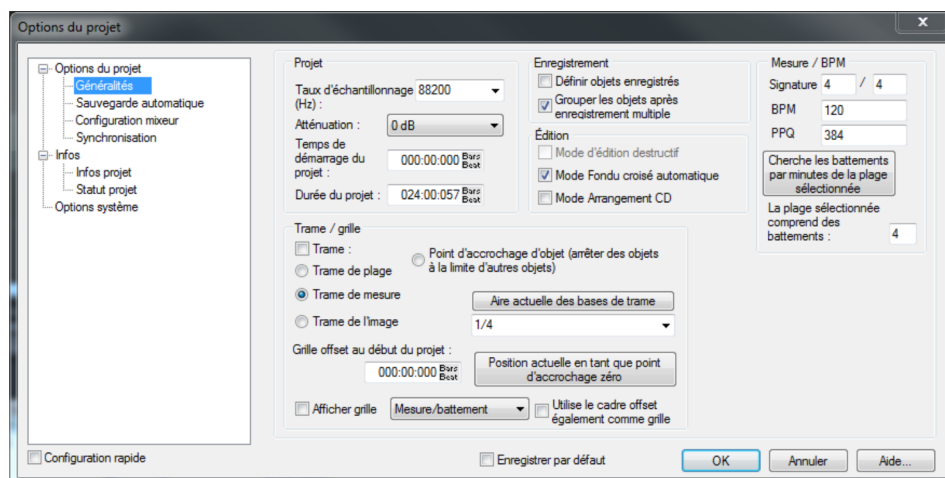 Options du projet
x
Options du projet
Généralités
Sauvegarde automatique
Configuration mixeur
Synchronisation
Infos
Infos projet
Statut projet
Options système
Configuration rapide
Projet
Taux d'échantillonnage
(Hz) :
88200
Atténuation :
0 dB
Temps de
démarrage du
projet :
000:00:000 Bars
Beat
Durée du projet :
024:00:057 Bars
Beat
Enregistrement
Définir objets enregistrés
Grouper les objets après
enregistrement multiple
Édition
Mode d'édition destructif
Mode Fondu croisé automatique
Mode Arrangement CD
Mesure / BPM
Signature 4 / 4
BPM 120
PPQ 384
Cherche les battements
par minutes de la plage
sélectionnée
La plage sélectionnée
comprend des
battements :
4
Trame / grille
Trame :
Trame de plage
Point d'accrochage d'objet (arrêter des objets
à la limite d'autres objets)
Trame de mesure
Aire actuelle des bases de trame
Trame de l'image
1/4
Grille offset au début du projet :
000:00:000 Bars
Beat
Position actuelle en tant que point
d'accrochage zéro
Afficher grille
Mesure/battement
Utilise le cadre offset
également comme grille
Enregistrer par défaut
OK
Annuler
Aide...